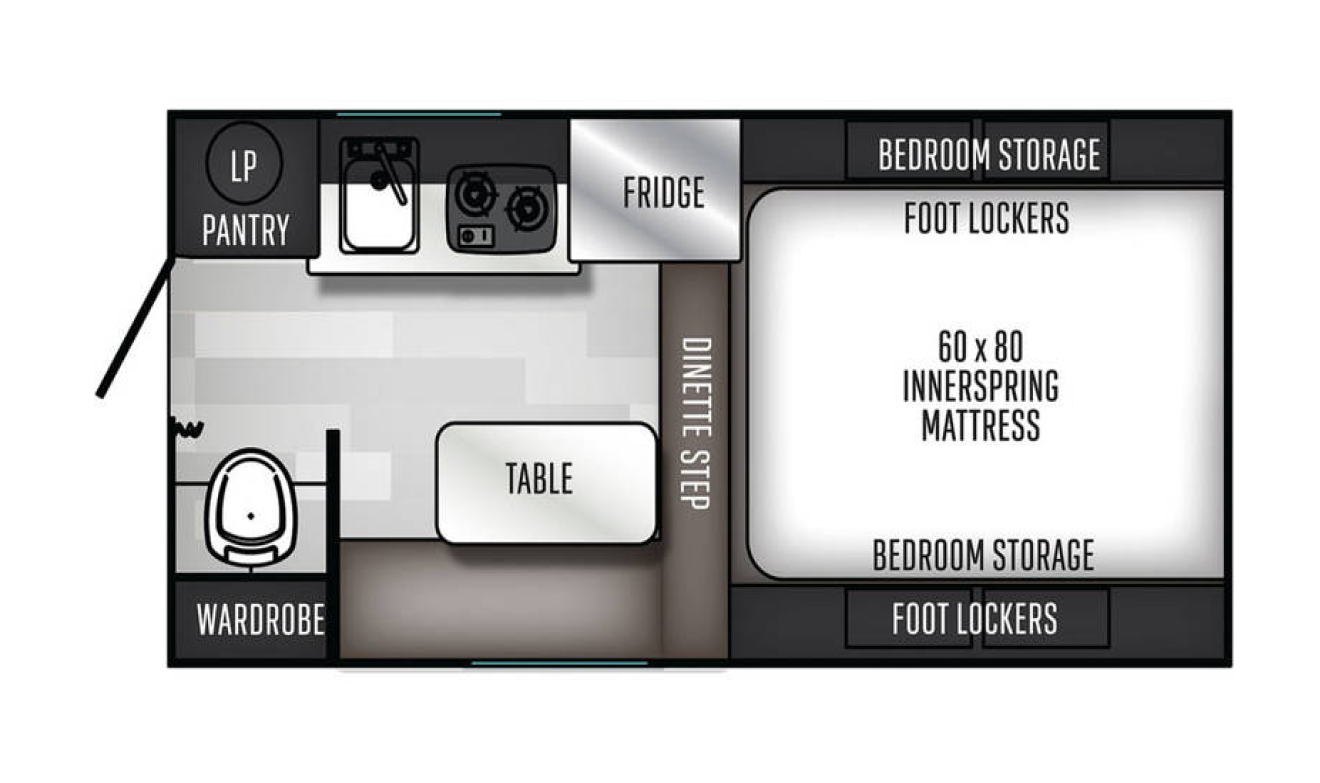 LP
PANTRY
FRIDGE
BEDROOM STORAGE
FOOT LOCKERS
60 x 80
INNERSPRING
MATTRESS
DINETTE STEP
TABLE
BEDROOM STORAGE
FOOT LOCKERS
WARDROBE